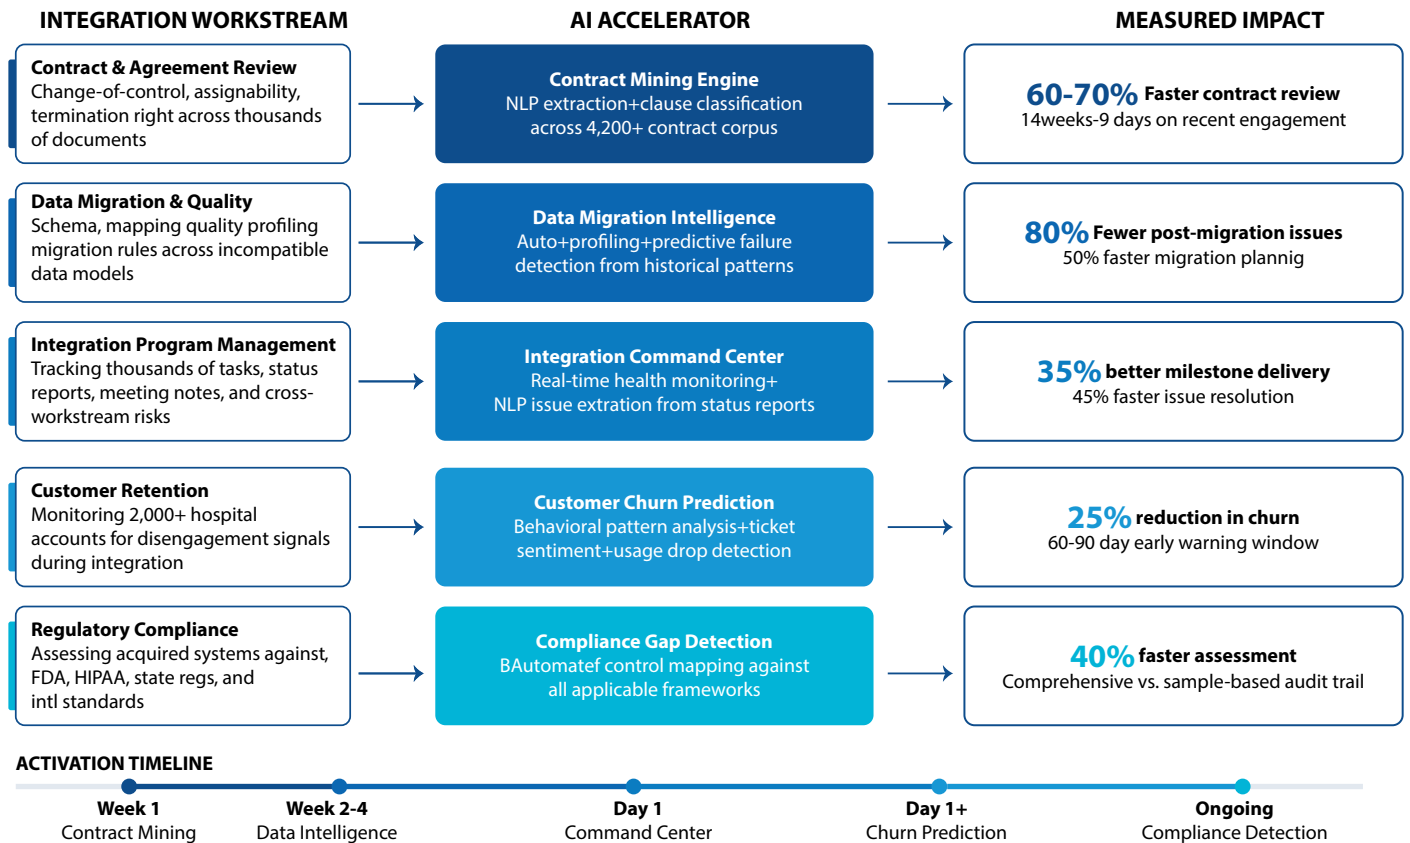 INTEGRATION WORKSTREAM
AI ACCELERATOR
MEASURED IMPACT
Contract & Agreement Review
Change-of-control, assignability,
termination right across thousands
of documents
Contract Mining Engine
NLP extraction+clause classification
across 4,200+ contract corpus
60-70% Faster contract review
14weeks-9 days on recent engagement
Data Migration & Quality
Schema, mapping quality profiling
migration rules across incompatible
data models
Data Migration Intelligence
Auto+profiling+predictive failure
detection from historical patterns
80% Fewer post-migration issues
50% faster migration plannig
Integration Program Management
Tracking thousands of tasks, status
reports, meeting notes, and cross-
workstream risks
Integration Command Center
Real-time health monitoring+
NLP issue extration from status reports
35% better milestone delivery
45% faster issue resolution
Customer Retention
Monitoring 2,000+ hospital
accounts for disengagement signals
during integration
Customer Churn Prediction
Behavioral pattern analysis+ticket
sentiment+usage drop detection
25% reduction in churn
60-90 day early warning window
Regulatory Compliance
Assessing acquired systems against,
FDA, HIPAA, state regs, and
intl standards
Compliance Gap Detection
BAutomatef control mapping against
all applicable frameworks
40% faster assessment
Comprehensive vs. sample-based audit trail
ACTIVATION TIMELINE
Week 1
Contract Mining
Week 2-4
Data Intelligence
Day 1
Command Center
Day 1+
Churn Prediction
Ongoing
Compliance Detection